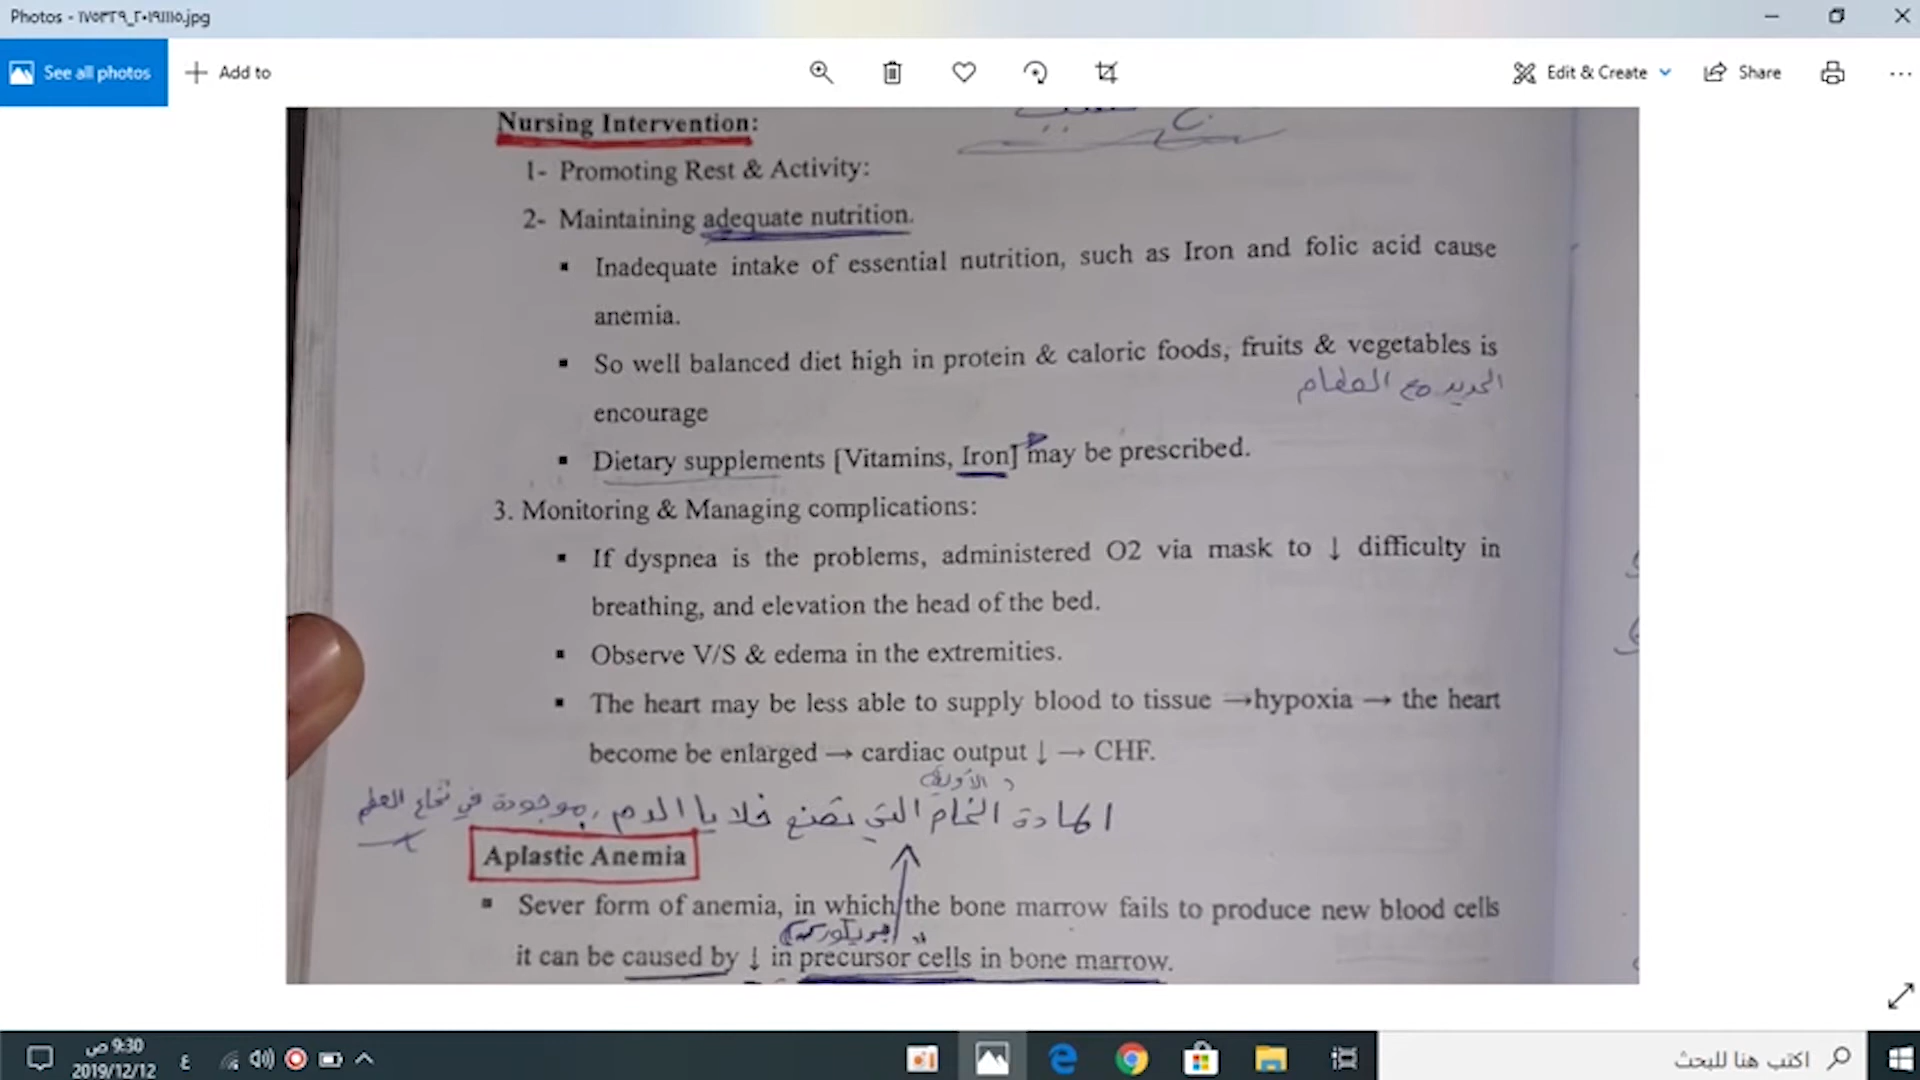 Photos - ٢٠١٩١١١٥_١٧٥٣٢٩.jpg
See all photos
Add to
Edit & Create
Share
Nursing Intervention:
1- Promoting Rest & Activity:
2- Maintaining adequate nutrition.
▪ Inadequate intake of essential nutrition, such as Iron and folic acid cause
anemia.
▪ So well balanced diet high in protein & caloric foods, fruits & vegetables is
الحديد مع الطعام
encourage
▪ Dietary supplements [Vitamins, Iron] may be prescribed.
3. Monitoring & Managing complications:
▪ If dyspnea is the problems, administered O2 via mask to ↓ difficulty in
breathing, and elevation the head of the bed.
▪ Observe V/S & edema in the extremities.
▪ The heart may be less able to supply blood to tissue →hypoxia → the heart
become be enlarged → cardiac output ↓ → CHF.
الأولية
المادة الخام التي تصنع خلايا الدم، موجودة في نخاع العظم
Aplastic Anemia
▪ Sever form of anemia, in which the bone marrow fails to produce new blood cells
it can be caused by ↓ in precursor cells in bone marrow.
9:30 ص
2019/12/12
ع
اكتب هنا للبحث